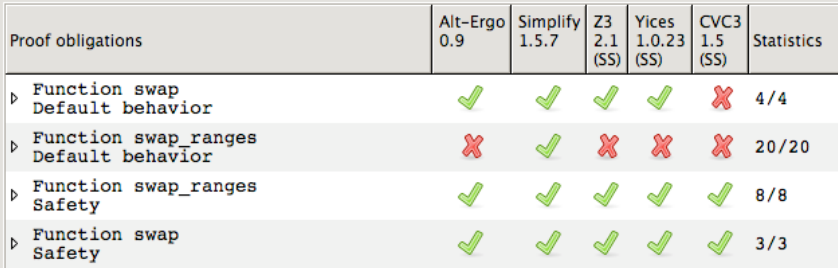 Proof obligations Alt-Ergo 0.9 Simplify 1.5.7 Z3 2.1 (SS) Yices 1.0.23 (SS) CVC3 1.5 (SS) Statistics
Function swap
Default behavior 4/4
Function swap_ranges
Default behavior 20/20
Function swap_ranges
Safety 8/8
Function swap
Safety 3/3